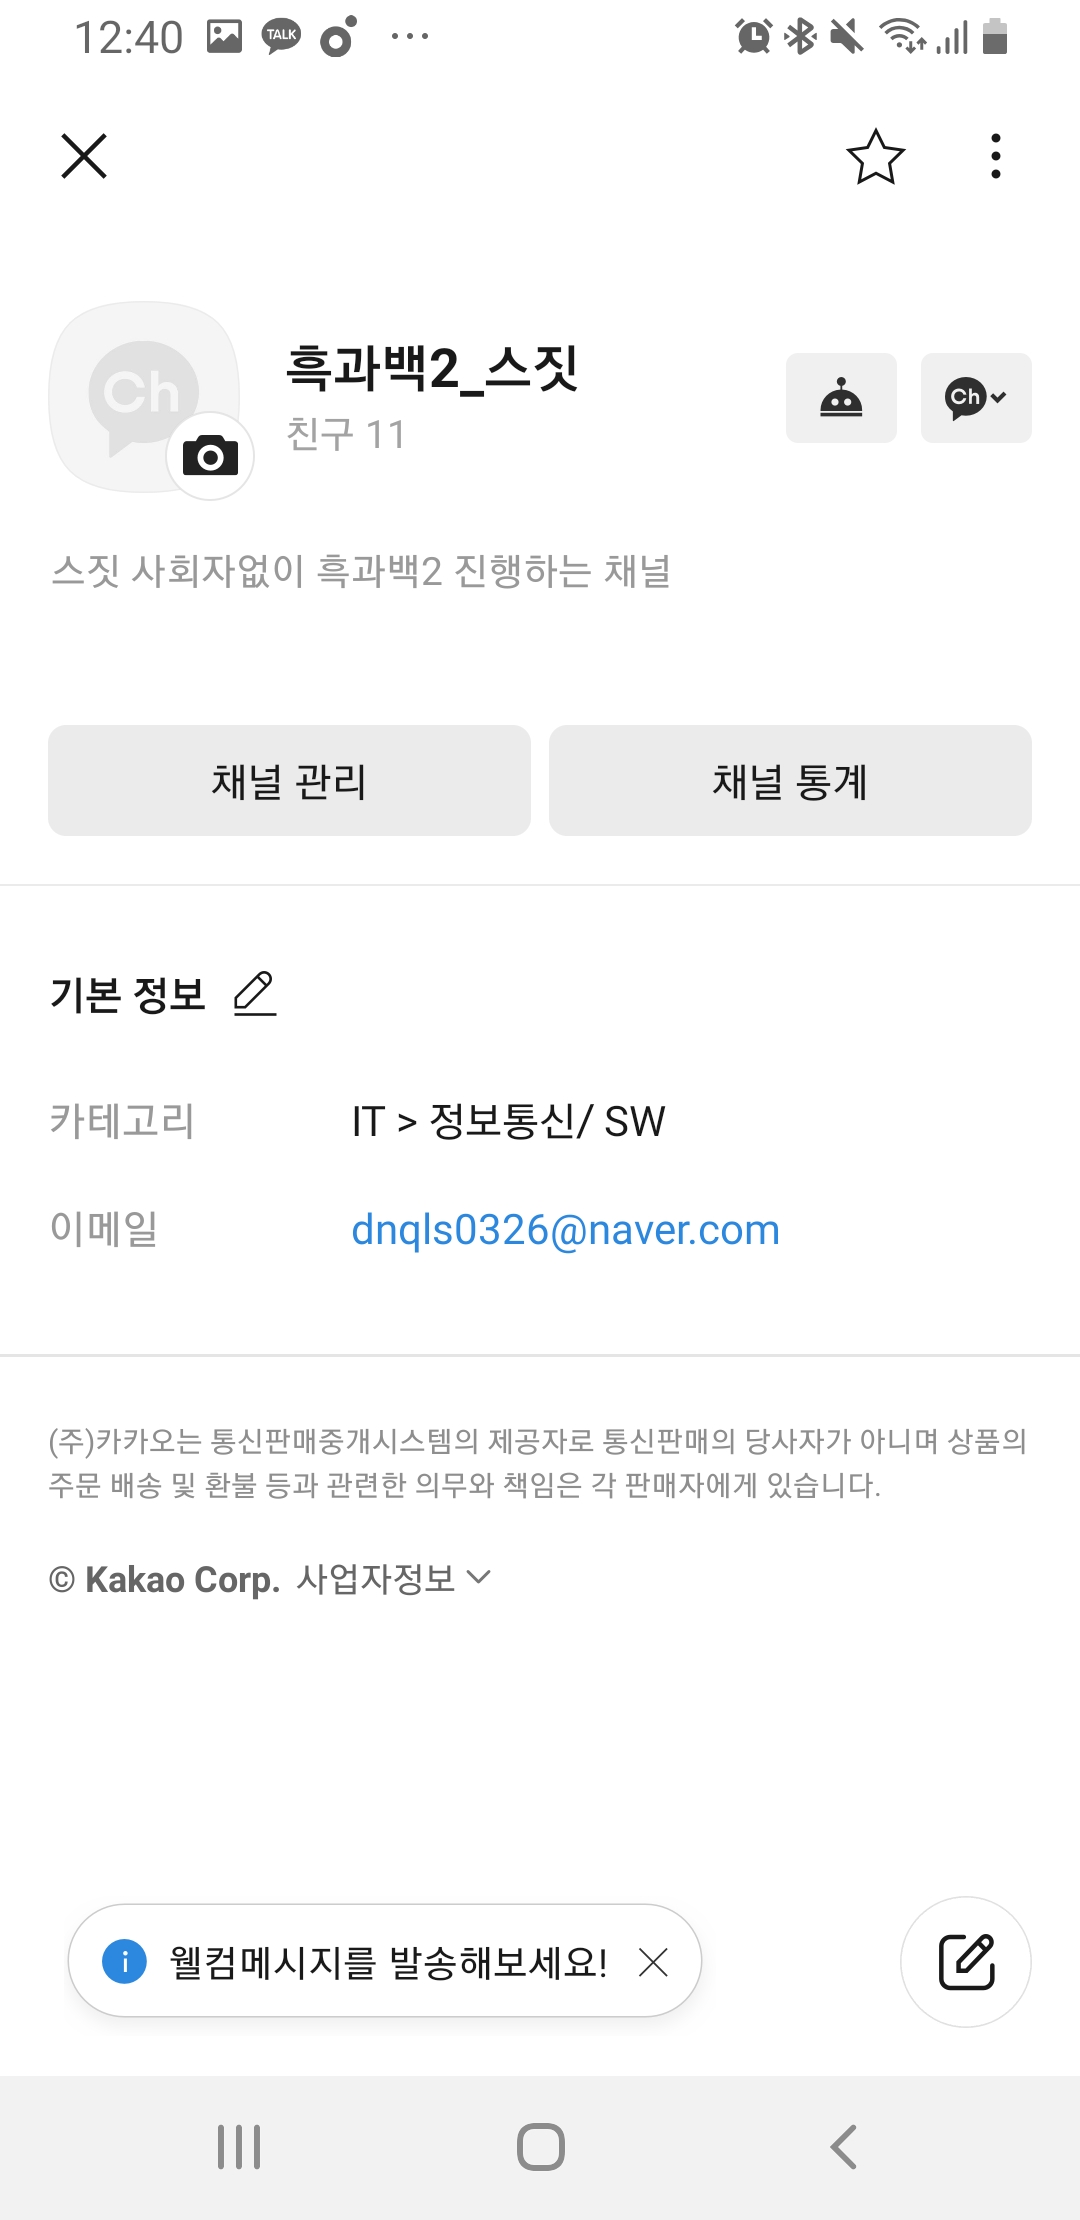 12:40 TALK
Ch
흑과백2_스짓
친구 11
Ch
스짓 사회자없이 흑과백2 진행하는 채널
채널 관리
채널 통계
기본 정보
카테고리 IT > 정보통신/ SW
이메일 dnqls0326@naver.com
(주)카카오는 통신판매중개시스템의 제공자로 통신판매의 당사자가 아니며 상품의
주문 배송 및 환불 등과 관련한 의무와 책임은 각 판매자에게 있습니다.
© Kakao Corp. 사업자정보
웰컴메시지를 발송해보세요!